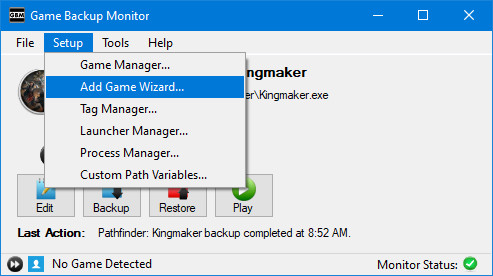 GBM Game Backup Monitor
File Setup Tools Help
Game Manager...
ngmaker
Add Game Wizard...
er\Kingmaker.exe
Tag Manager...
Launcher Manager...
Process Manager...
Custom Path Variables...
Edit Backup Restore Play
Last Action: Pathfinder: Kingmaker backup completed at 8:52 AM.
No Game Detected Monitor Status: